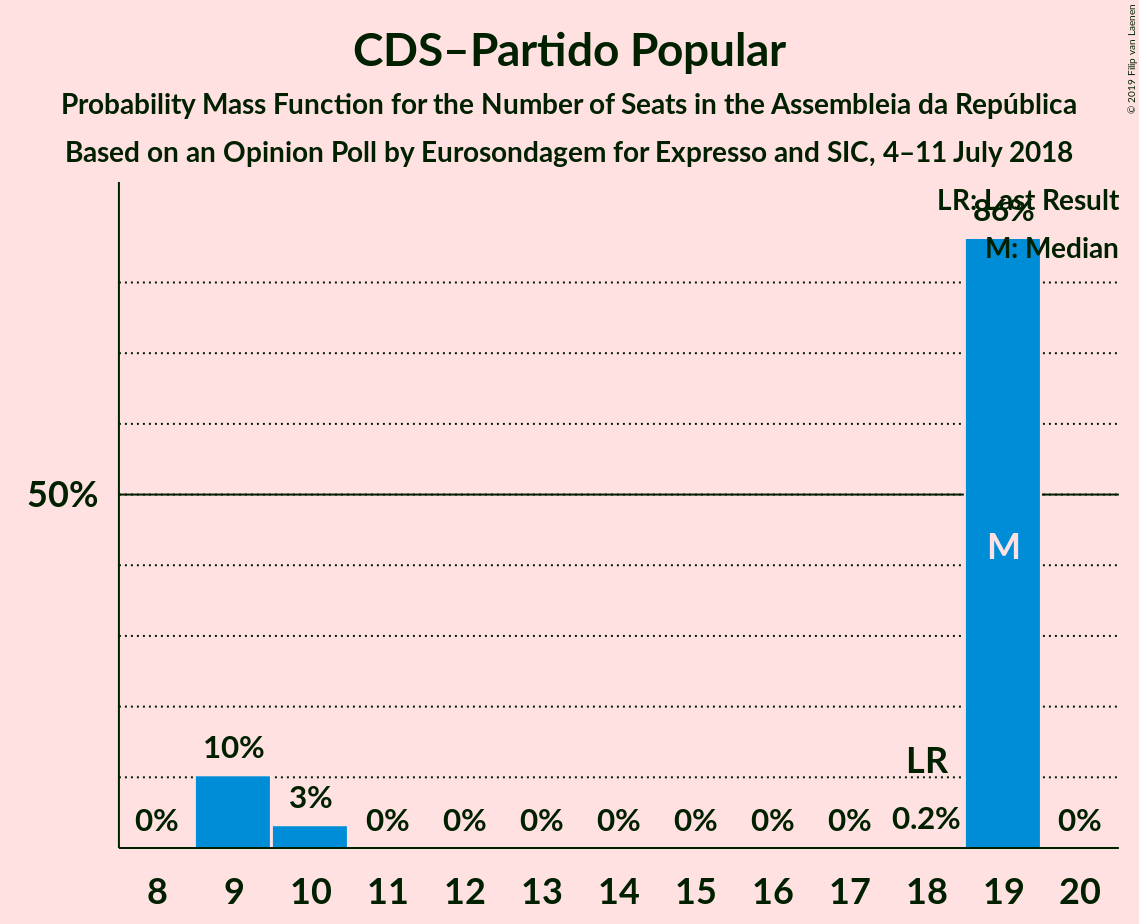 CDS–Partido Popular
Probability Mass Function for the Number of Seats in the Assembleia da República
Based on an Opinion Poll by Eurosondagem for Expresso and SIC, 4–11 July 2018
© 2019 Filip van Laenen
LR: Last Result
86%
M: Median
50%
M
10%
LR
3%
0% 0% 0% 0% 0% 0% 0% 0% 0.2% 0%
8 9 10 11 12 13 14 15 16 17 18 19 20